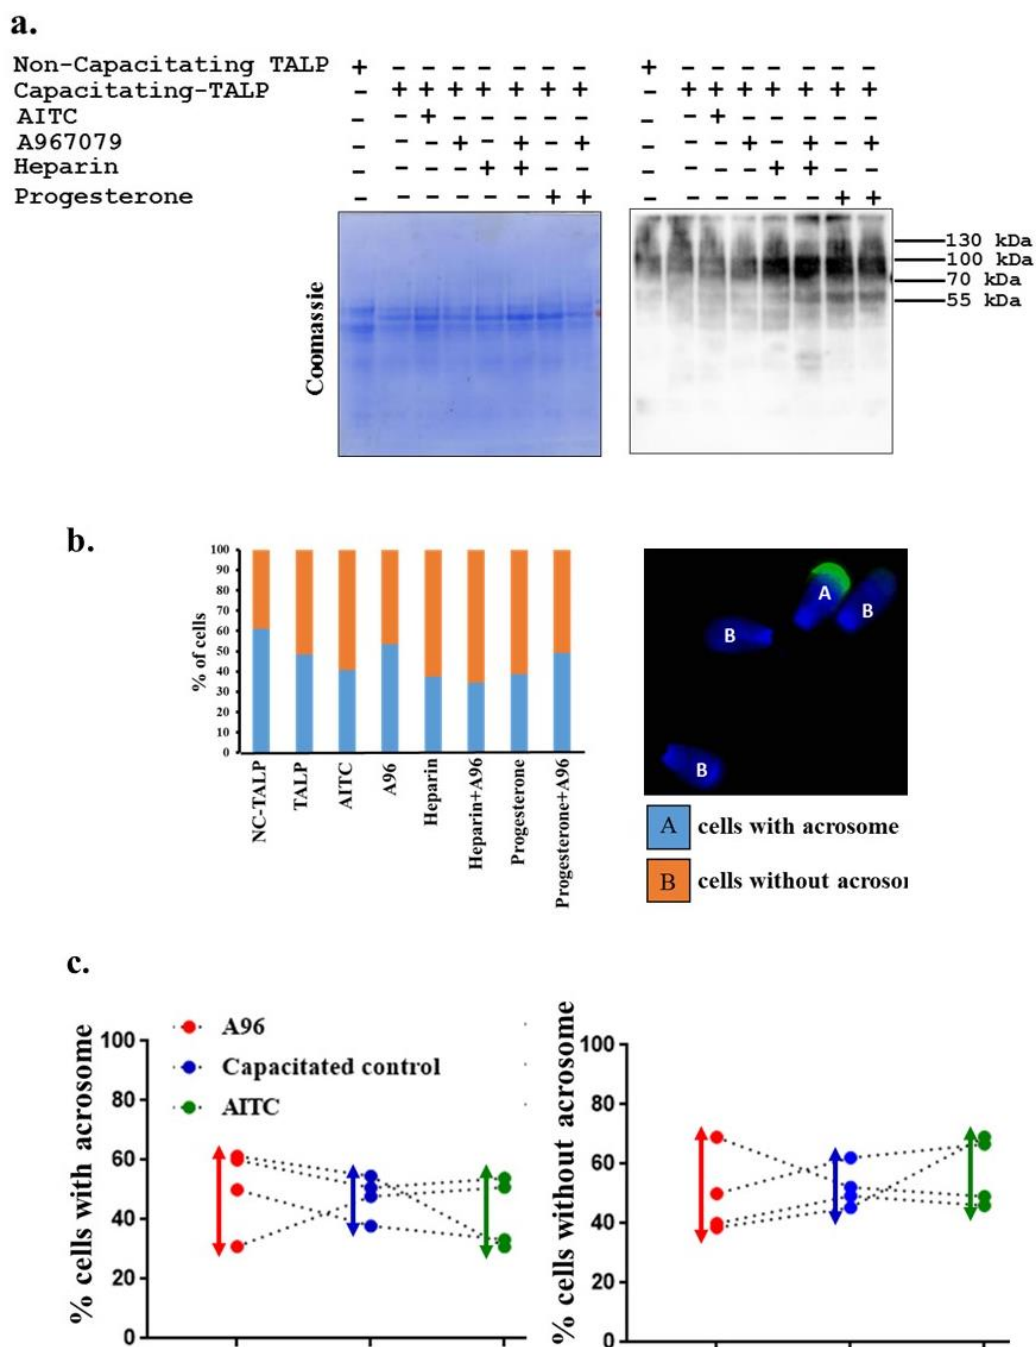 a.
Non-Capacitating TALP + - - - - - - - + - - - - - - -
Capacitating-TALP - + + + + + + + - + + + + + + +
AITC - - + - - - - - - - + - - - - -
A967079 - - - + - + - + - - - + - + - +
Heparin - - - - + + - - - - - - + + - -
Progesterone - - - - - - + + - - - - - - + +
Coomassie
130 kDa
100 kDa
70 kDa
55 kDa
b.
% of cells
100
90
80
70
60
50
40
30
20
10
0
NC-TALP
TALP
AITC
A96
Heparin
Heparin+A96
Progesterone
Progesterone+A96
A
B
B
B
A cells with acrosome
B cells without acroso
c.
% cells with acrosome
100
80
60
40
20
0
A96
Capacitated control
AITC
% cells without acrosome
100
80
60
40
20
0